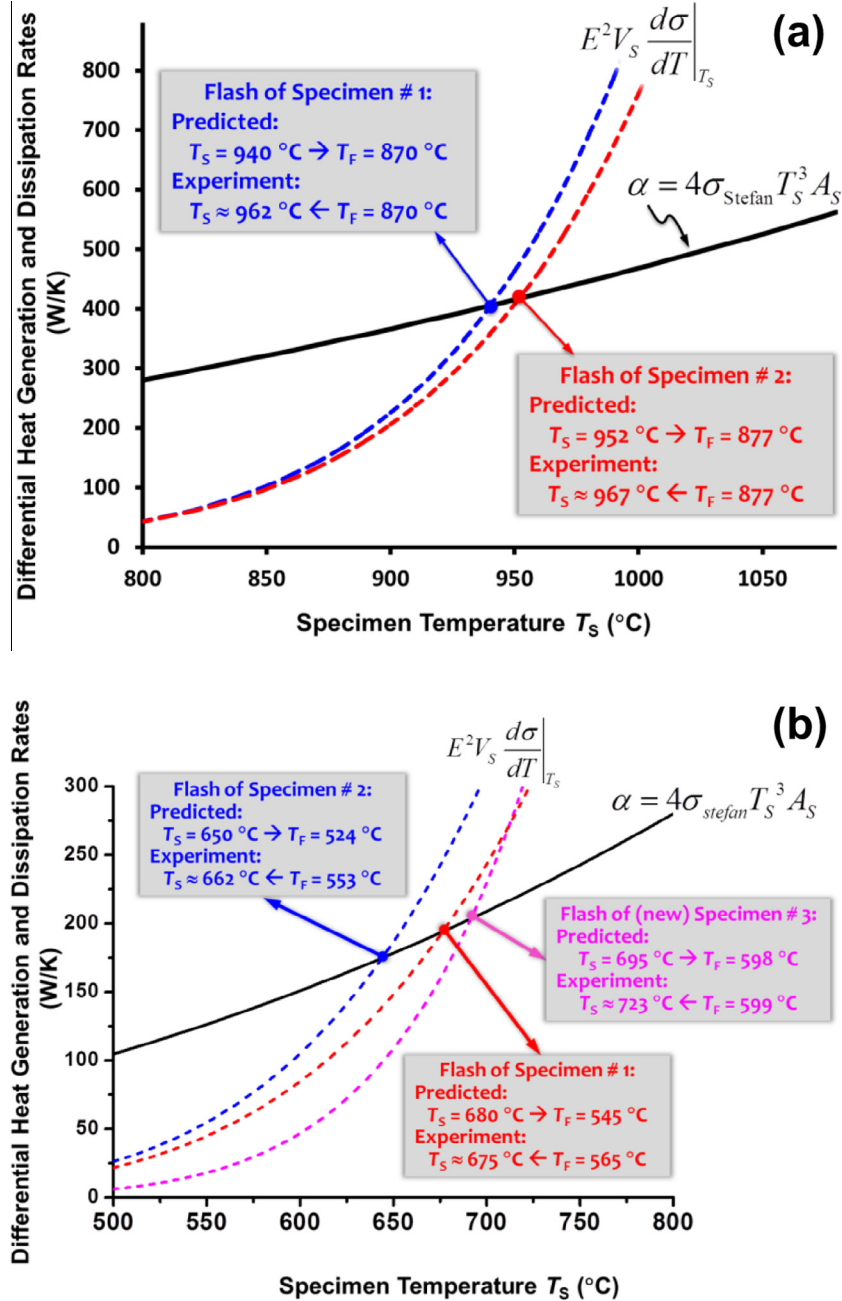 (a)
E²V_S dσ/dT|_{T_S}
α = 4σ_Stefan T_S³ A_S
Differential Heat Generation and Dissipation Rates
(W/K)
800
700
600
500
400
300
200
100
0
Flash of Specimen # 1:
Predicted:
T_S = 940 °C → T_F = 870 °C
Experiment:
T_S ≈ 962 °C ← T_F = 870 °C
Flash of Specimen # 2:
Predicted:
T_S = 952 °C → T_F = 877 °C
Experiment:
T_S ≈ 967 °C ← T_F = 877 °C
800 850 900 950 1000 1050
Specimen Temperature T_S (°C)
(b)
E²V_S dσ/dT|_{T_S}
α = 4σ_stefan T_S³ A_S
Differential Heat Generation and Dissipation Rates
(W/K)
300
250
200
150
100
50
0
Flash of Specimen # 2:
Predicted:
T_S = 650 °C → T_F = 524 °C
Experiment:
T_S ≈ 662 °C ← T_F = 553 °C
Flash of (new) Specimen # 3:
Predicted:
T_S = 695 °C → T_F = 598 °C
Experiment:
T_S ≈ 723 °C ← T_F = 599 °C
Flash of Specimen # 1:
Predicted:
T_S = 680 °C → T_F = 545 °C
Experiment:
T_S ≈ 675 °C ← T_F = 565 °C
500 550 600 650 700 750 800
Specimen Temperature T_S (°C)